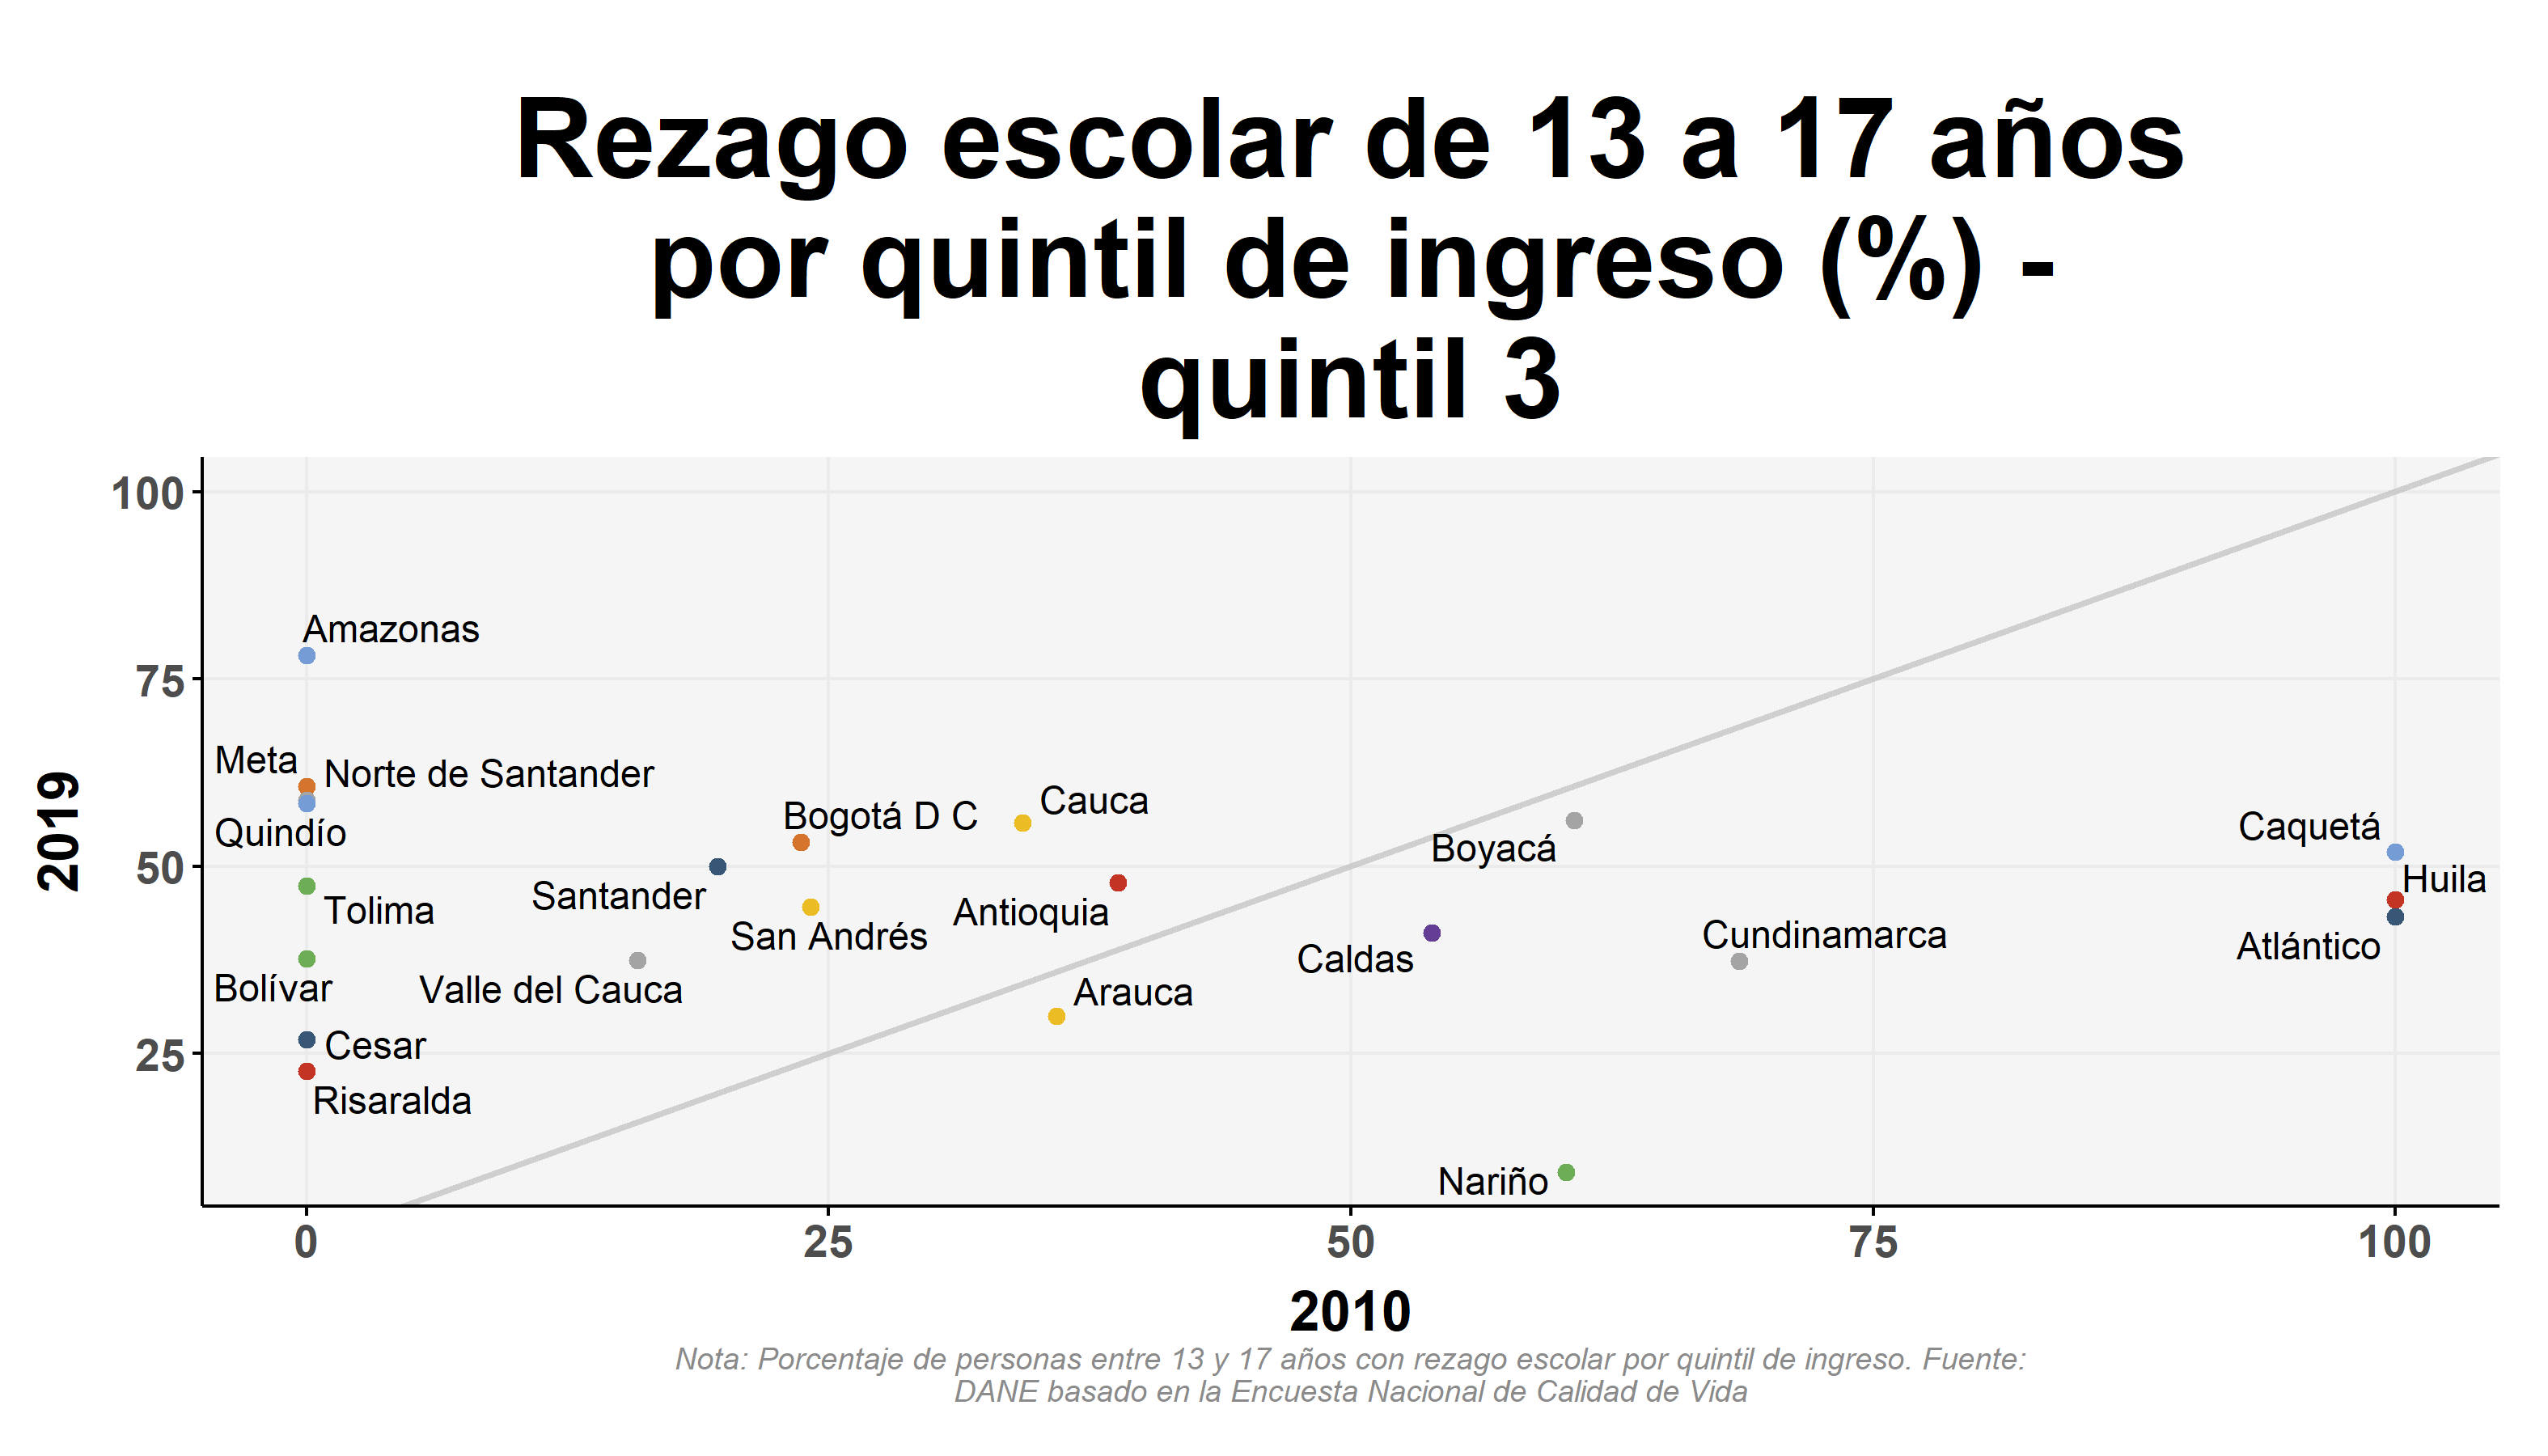 Rezago escolar de 13 a 17 años
por quintil de ingreso (%) -
quintil 3
100
75
50
25
2019
Amazonas
Meta
Norte de Santander
Quindío
Bogotá D C
Cauca
Boyacá
Caquetá
Huila
Santander
Tolima
San Andrés
Antioquia
Caldas
Cundinamarca
Atlántico
Bolívar
Valle del Cauca
Arauca
Cesar
Risaralda
Nariño
0
25
50
75
100
2010
Nota: Porcentaje de personas entre 13 y 17 años con rezago escolar por quintil de ingreso. Fuente:
DANE basado en la Encuesta Nacional de Calidad de Vida